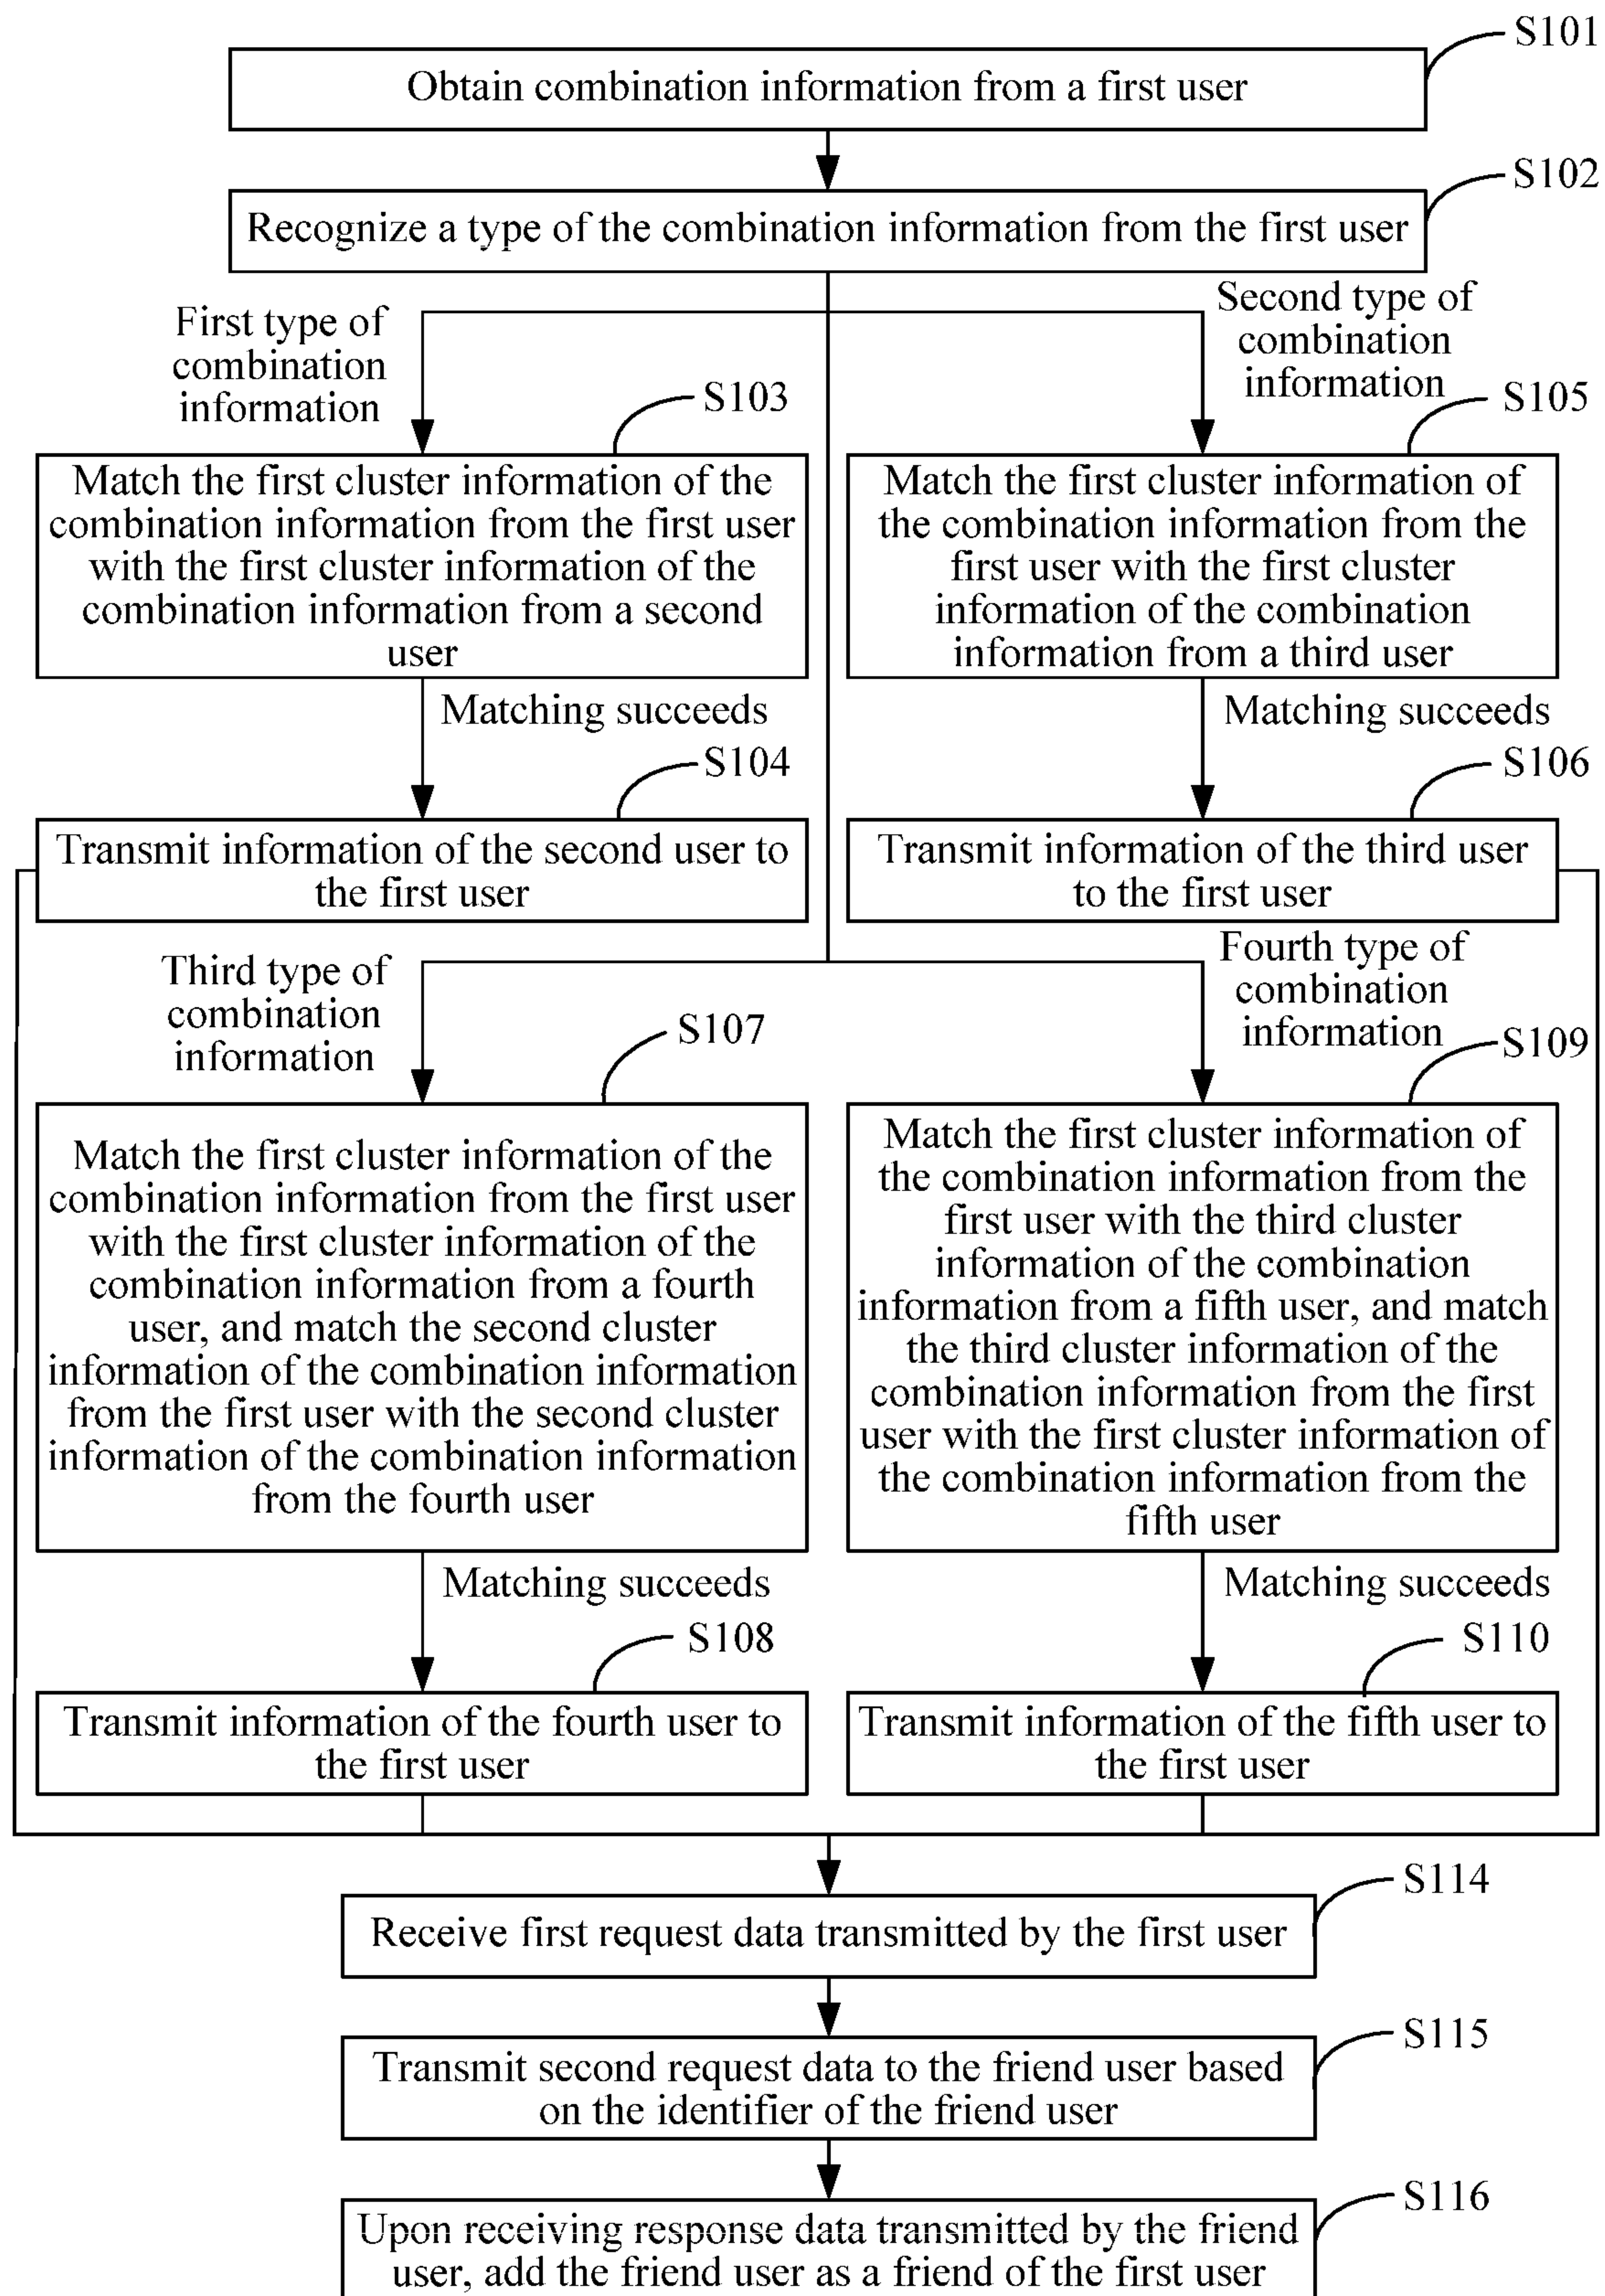 S101
Obtain combination information from a first user
S102
Recognize a type of the combination information from the first user
First type of
combination
information
Second type of
combination
information
S103
Match the first cluster information of the
combination information from the first user
with the first cluster information of the
combination information from a second
user
S105
Match the first cluster information of
the combination information from the
first user with the first cluster
information of the combination
information from a third user
Matching succeeds
Matching succeeds
S104
Transmit information of the second user to
the first user
S106
Transmit information of the third user
to the first user
Third type of
combination
information
Fourth type of
combination
information
S107
Match the first cluster information of the
combination information from the first user
with the first cluster information of the
combination information from a fourth
user, and match the second cluster
information of the combination information
from the first user with the second cluster
information of the combination information
from the fourth user
S109
Match the first cluster information of
the combination information from the
first user with the third cluster
information of the combination
information from a fifth user, and match
the third cluster information of the
combination information from the first
user with the first cluster information of
the combination information from the
fifth user
Matching succeeds
Matching succeeds
S108
Transmit information of the fourth user to
the first user
S110
Transmit information of the fifth user to
the first user
S114
Receive first request data transmitted by the first user
S115
Transmit second request data to the friend user based
on the identifier of the friend user
S116
Upon receiving response data transmitted by the friend
user, add the friend user as a friend of the first user